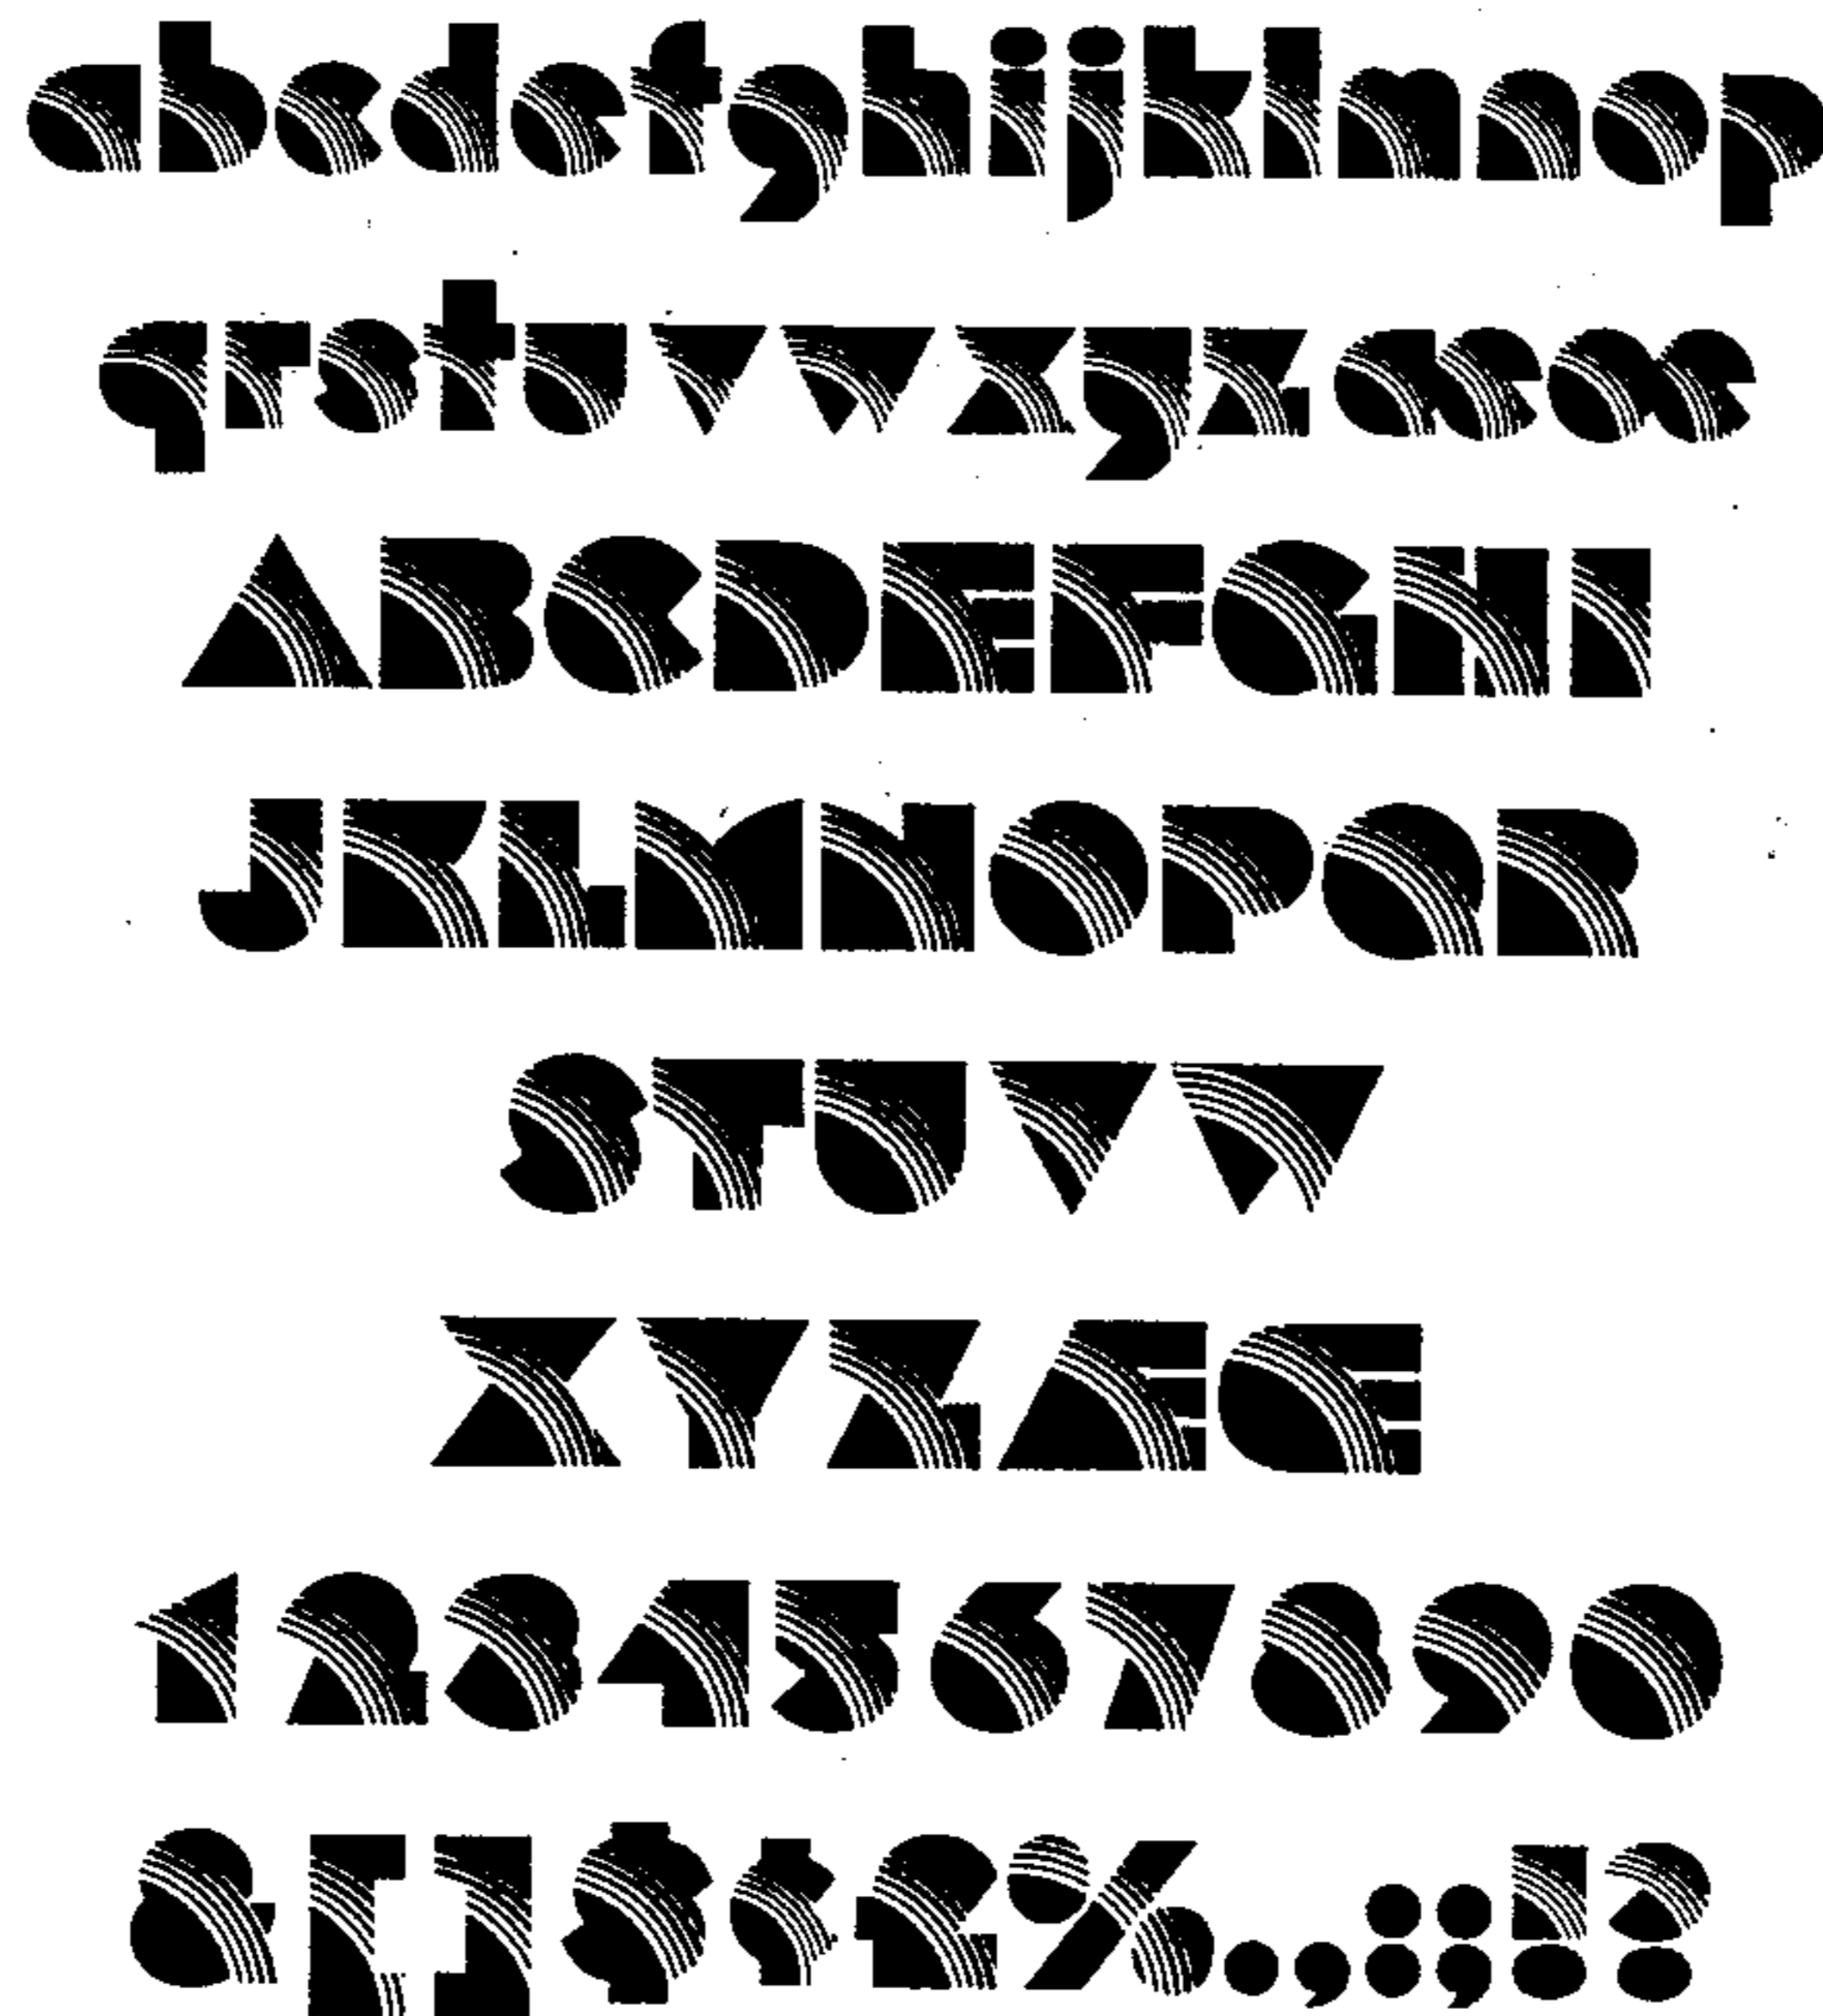 abcdefghijklmnop
qrstuvwxyzæœ
ABCDEFGHI
JKLMNOPQR
STUVW
XYZÆŒ
1234567890
&[]$¢£%.,:;!?